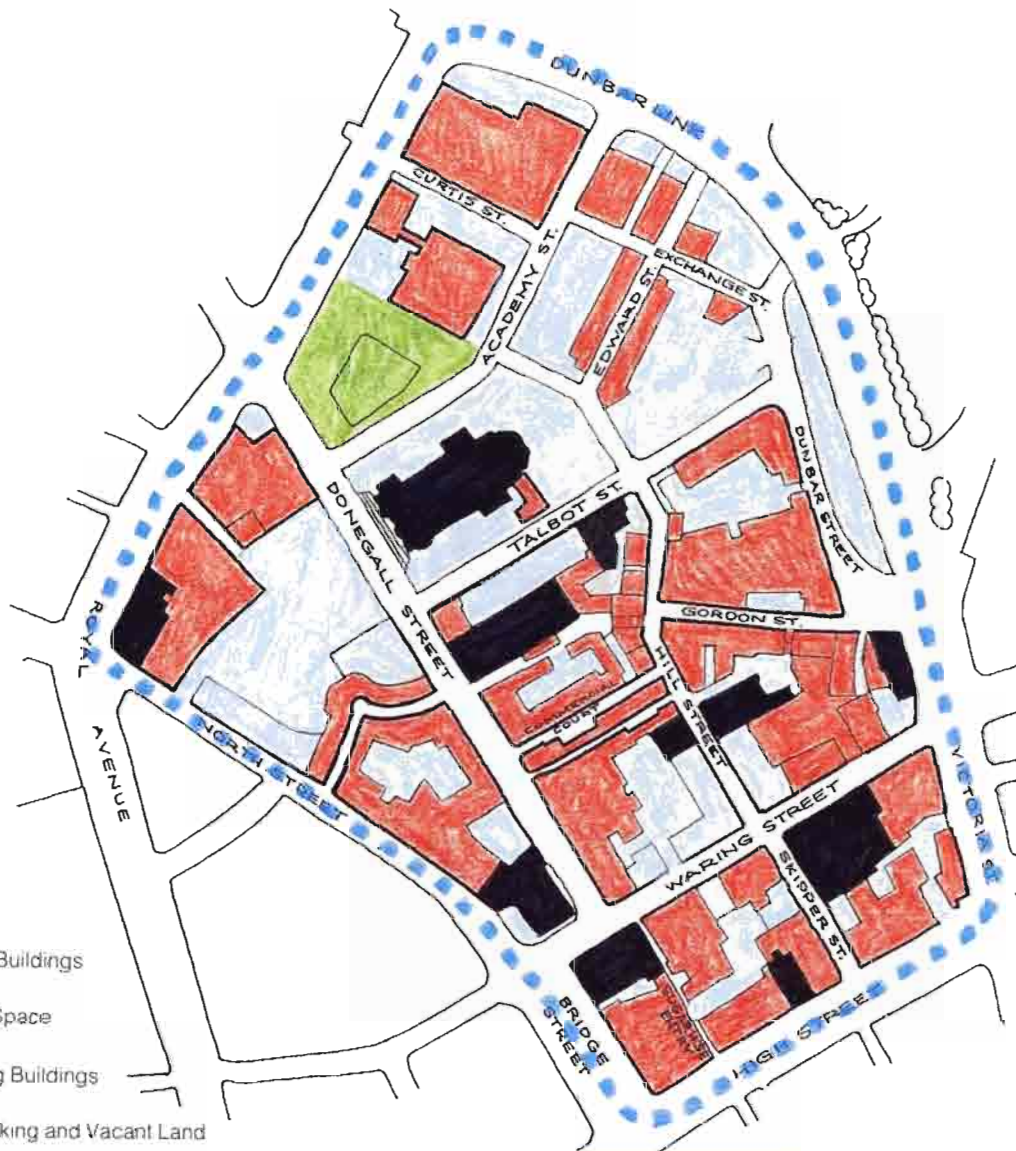 DUNBAR LINK
CURTIS ST.
ACADEMY ST.
EXCHANGE ST.
EDWARD ST.
DUNBAR STREET
TALBOT ST.
DONEGALL STREET
GORDON ST.
HILL STREET
COMMERCIAL COURT
ROYAL AVENUE
NORTH STREET
WARING STREET
SKIPPER ST.
VICTORIA ST.
BRIDGE STREET
HIGH STREET
Buildings
Space
Buildings
king and Vacant Land